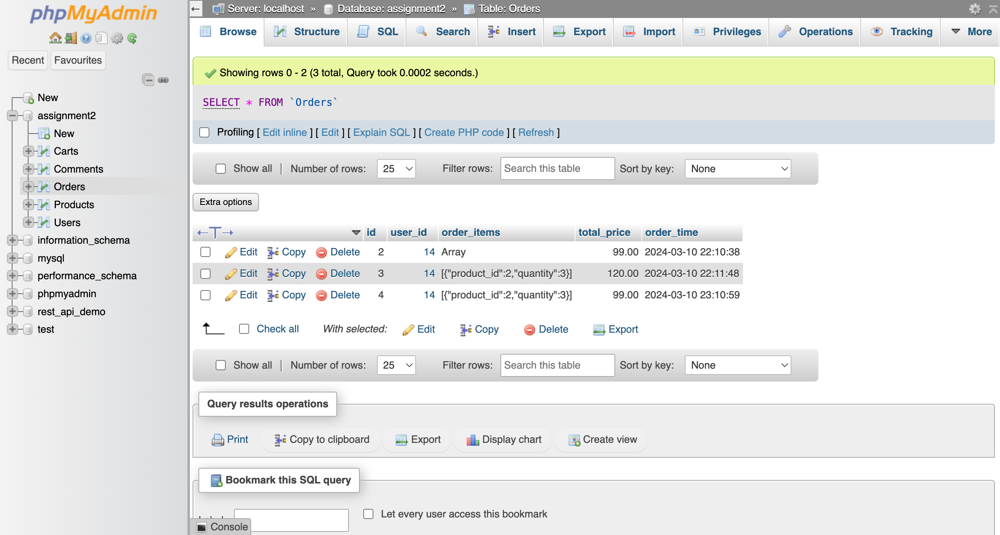 phpMyAdmin
Recent Favourites
New
assignment2
New
Carts
Comments
Orders
Products
Users
information_schema
mysql
performance_schema
phpmyadmin
rest_api_demo
test
Server: localhost » Database: assignment2 » Table: Orders
Browse Structure SQL Search Insert Export Import Privileges Operations Tracking More
Showing rows 0 - 2 (3 total, Query took 0.0002 seconds.)
SELECT * FROM `Orders`
Profiling [ Edit inline ] [ Edit ] [ Explain SQL ] [ Create PHP code ] [ Refresh ]
Show all | Number of rows: 25 Filter rows: Search this table Sort by key: None
Extra options
id user_id order_items total_price order_time
Edit Copy Delete 2 14 Array 99.00 2024-03-10 22:10:38
Edit Copy Delete 3 14 [{"product_id":2,"quantity":3}] 120.00 2024-03-10 22:11:48
Edit Copy Delete 4 14 [{"product_id":2,"quantity":3}] 99.00 2024-03-10 23:10:59
Check all With selected: Edit Copy Delete Export
Show all | Number of rows: 25 Filter rows: Search this table Sort by key: None
Query results operations
Print Copy to clipboard Export Display chart Create view
Bookmark this SQL query
Let every user access this bookmark
Console